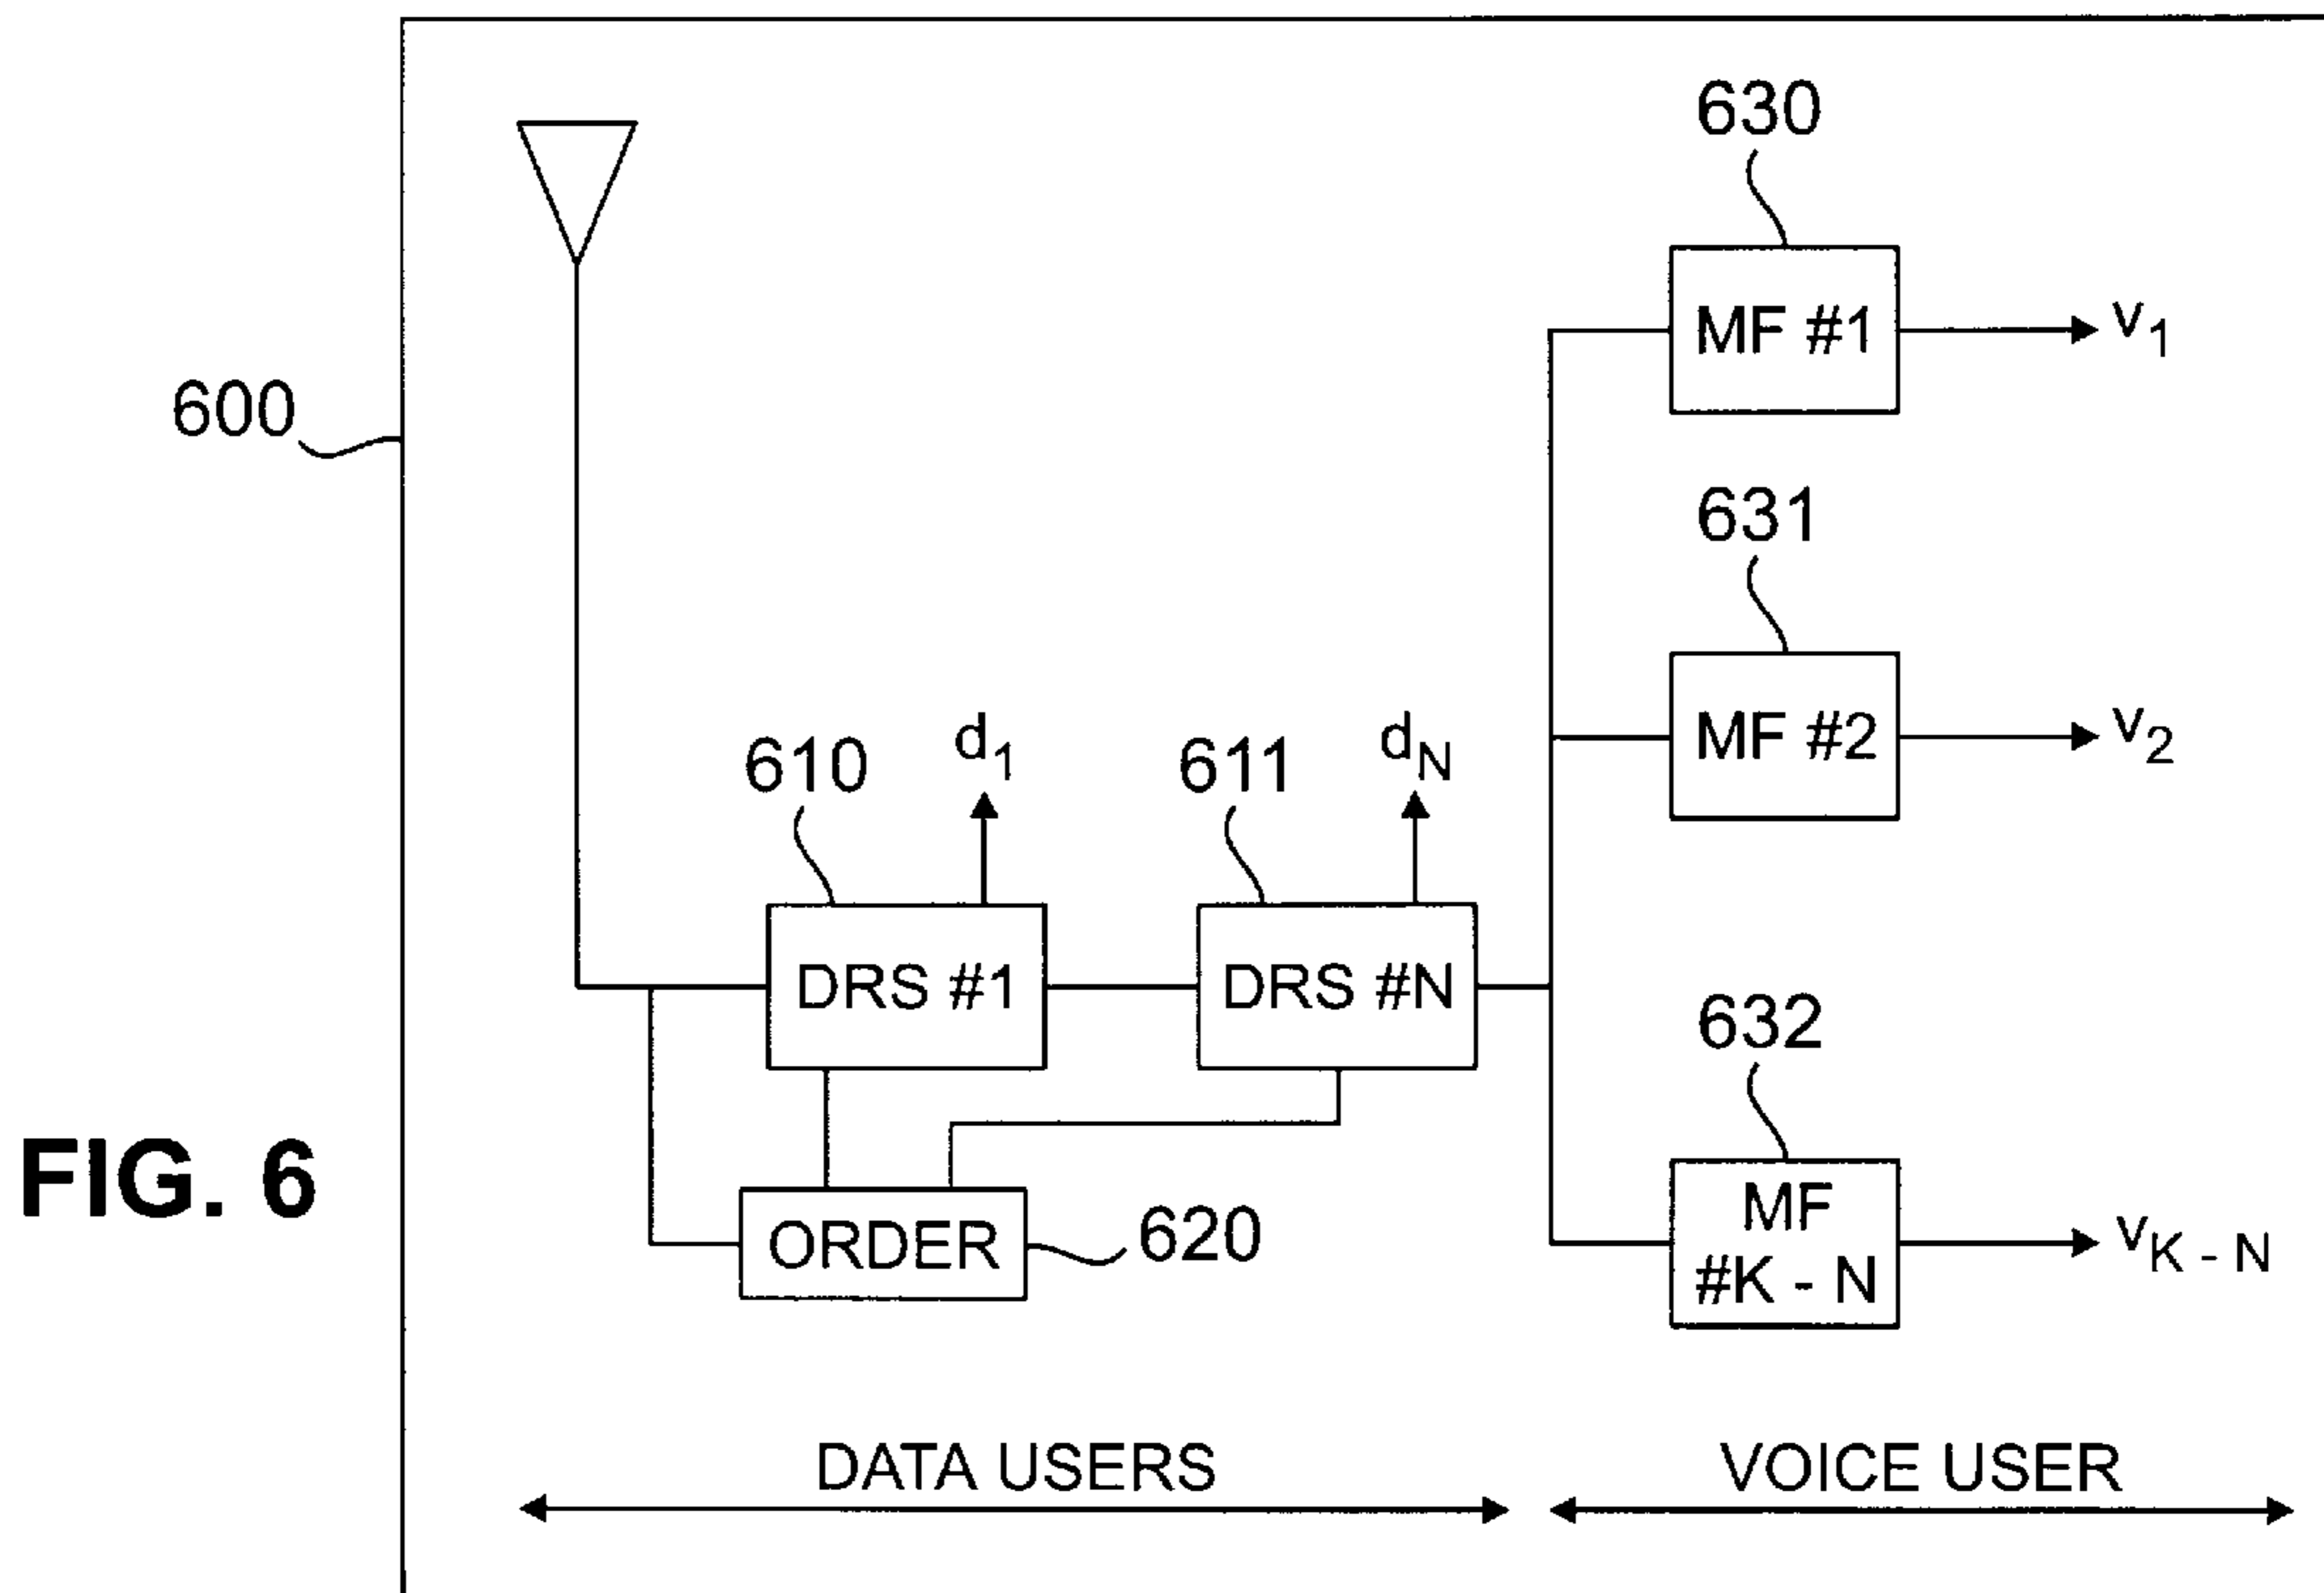 630
MF #1
v1
600
631
MF #2
v2
610
d1
611
dN
DRS #1
DRS #N
632
MF
#K - N
vK - N
FIG. 6
ORDER
620
DATA USERS
VOICE USER